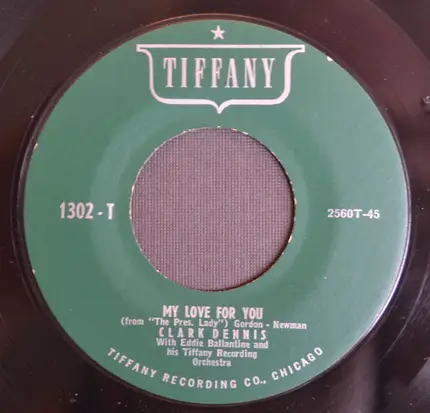 TIFFANY
1302-T
2560T-45
MY LOVE FOR YOU
(from "The Pres. Lady") Gordon - Newman
CLARK DENNIS
With Eddie Ballantine and
his Tiffany Recording
Orchestra
TIFFANY RECORDING CO., CHICAGO